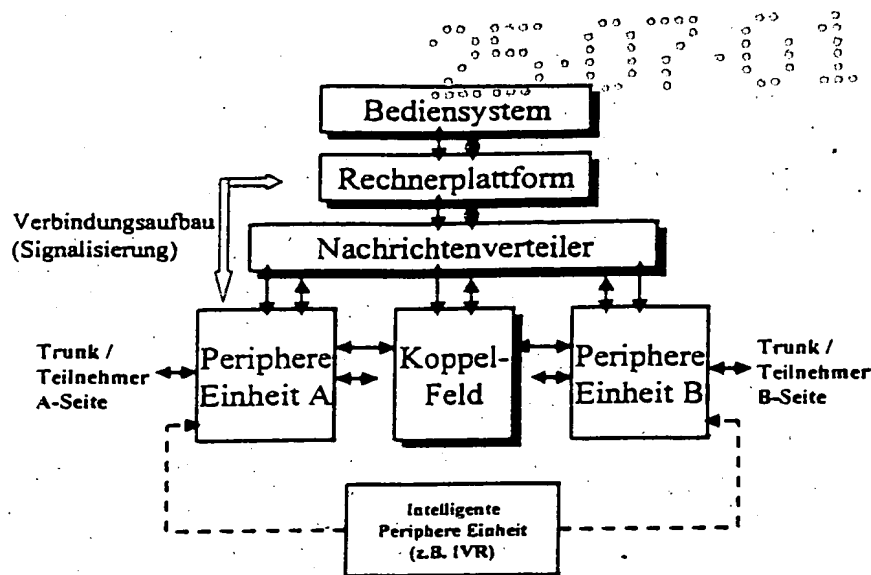 Bediensystem
Rechnerplattform
Verbindungsaufbau
(Signalisierung)
Nachrichtenverteiler
Trunk /
Teilnehmer
A-Seite
Periphere
Einheit A
Koppel-
Feld
Periphere
Einheit B
Trunk /
Teilnehmer
B-Seite
Intelligente
Periphere Einheit
(z.B. IVR)